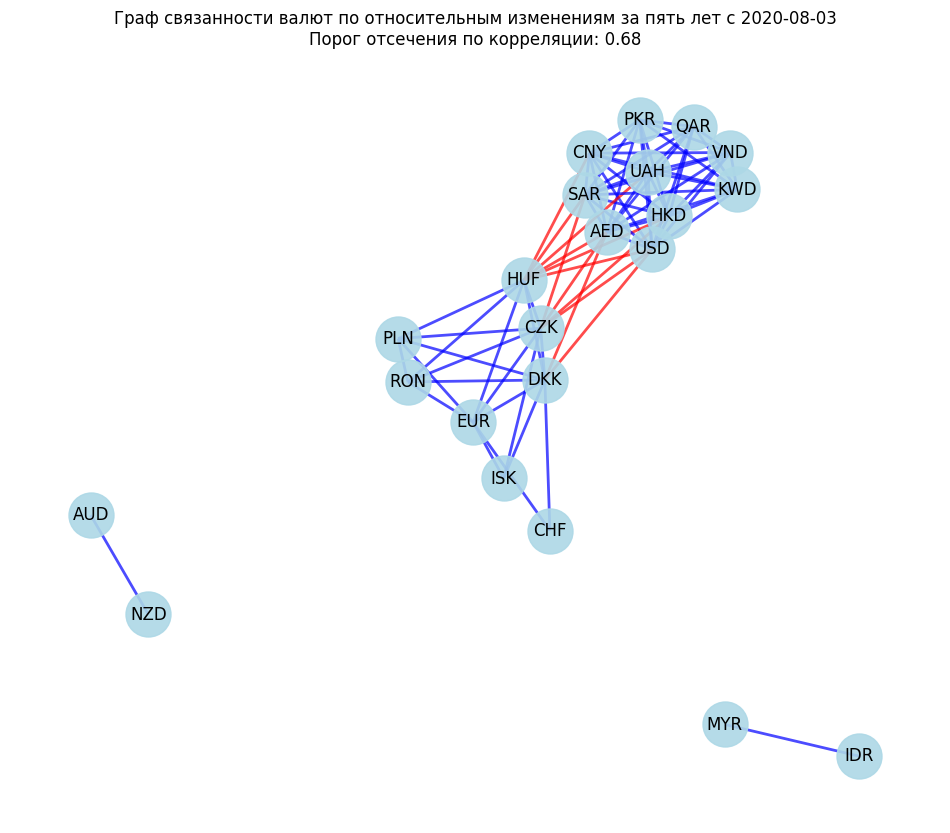 Граф связанности валют по относительным изменениям за пять лет с 2020-08-03
Порог отсечения по корреляции: 0.68
PKR
QAR
CNY
VND
UAH
KWD
SAR
HKD
AED
USD
HUF
CZK
PLN
DKK
RON
EUR
ISK
CHF
AUD
NZD
MYR
IDR